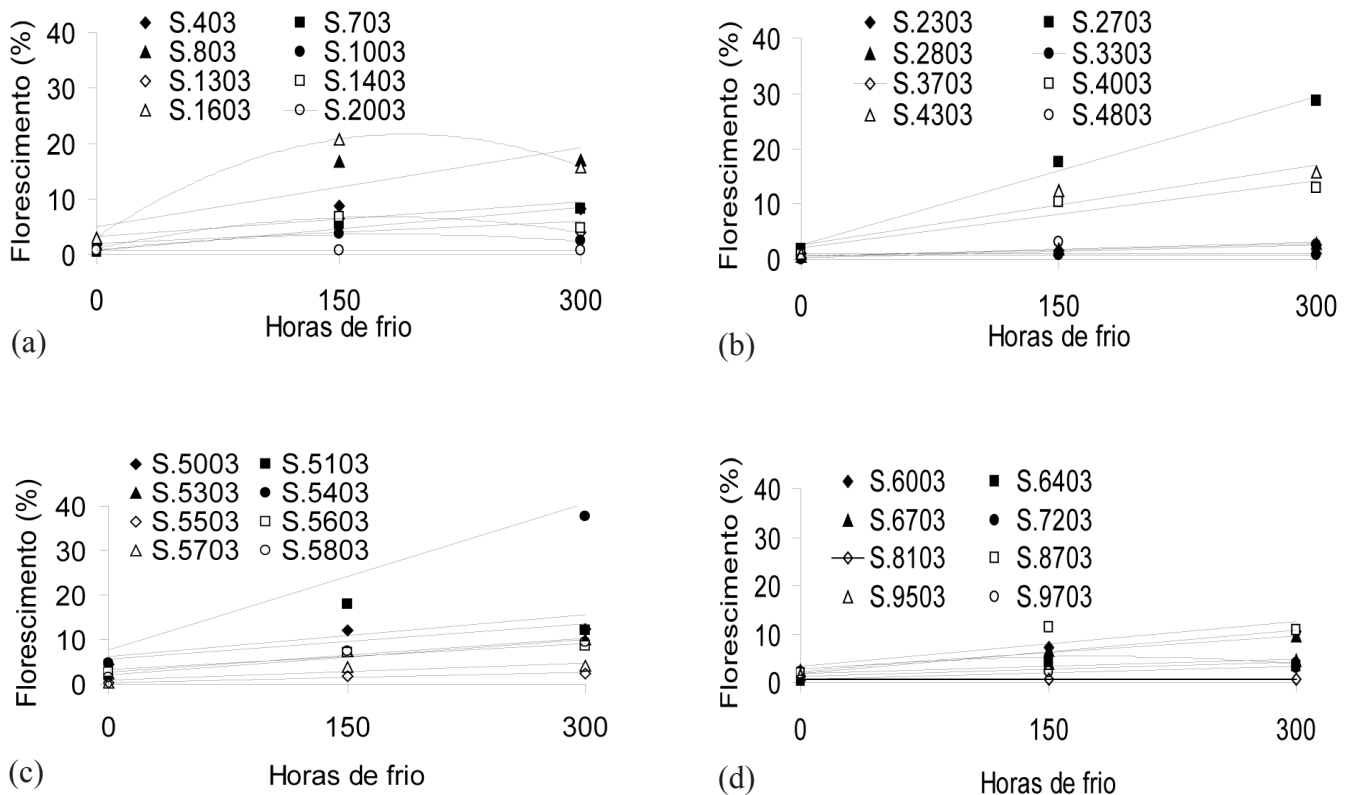 (a)
Florescimento (%)
S.403 S.703
S.803 S.1003
S.1303 S.1403
S.1603 S.2003
40
30
20
10
0
0 150 300
Horas de frio
(b)
Florescimento (%)
S.2303 S.2703
S.2803 S.3303
S.3703 S.4003
S.4303 S.4803
40
30
20
10
0
0 150 300
Horas de frio
(c)
Florescimento (%)
S.5003 S.5103
S.5303 S.5403
S.5503 S.5603
S.5703 S.5803
40
30
20
10
0
0 150 300
Horas de frio
(d)
Florescimento (%)
S.6003 S.6403
S.6703 S.7203
S.8103 S.8703
S.9503 S.9703
40
30
20
10
0
0 150 300
Horas de frio